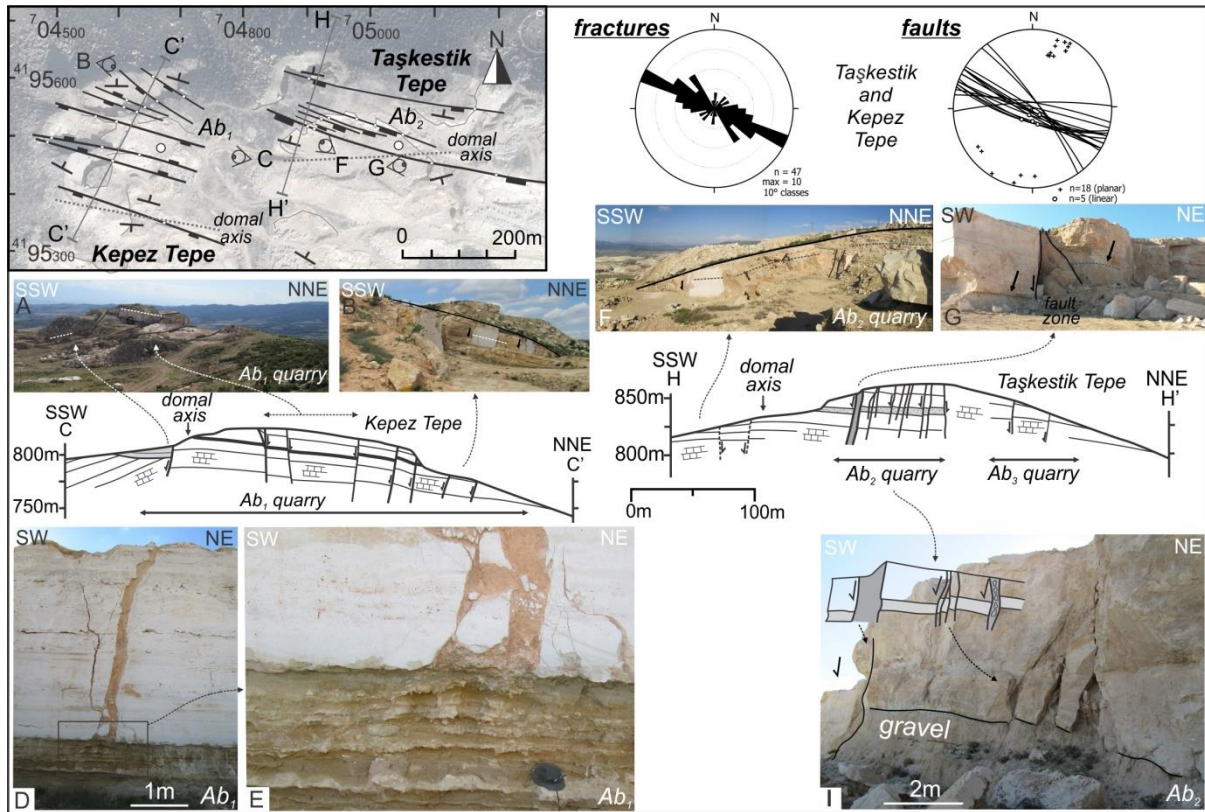 ⁷04500
04800
H
⁷05000
C'
B
Taşkestik
Tepe
N
⁴¹95600
Ab₁
Ab₂
domal
axis
C
F
G
H'
domal
axis
C'
⁴¹95300
Kepez Tepe
0
200m
fractures
N
n = 47
max = 10
10° classes
Taşkestik
and
Kepez
Tepe
faults
N
n=18 (planar)
n=5 (linear)
SSW
NNE
A
Ab₁ quarry
SSW
NNE
B
SSW
NNE
F
Ab₂ quarry
SW
NE
G
fault
zone
SSW
C
domal
axis
Kepez Tepe
800m
750m
NNE
C'
Ab₁ quarry
SSW
H
domal
axis
Taşkestik Tepe
NNE
H'
850m
800m
Ab₂ quarry
Ab₃ quarry
0m
100m
SW
NE
D
1m
Ab₁
SW
NE
E
Ab₁
SW
NE
gravel
I
2m
Ab₂